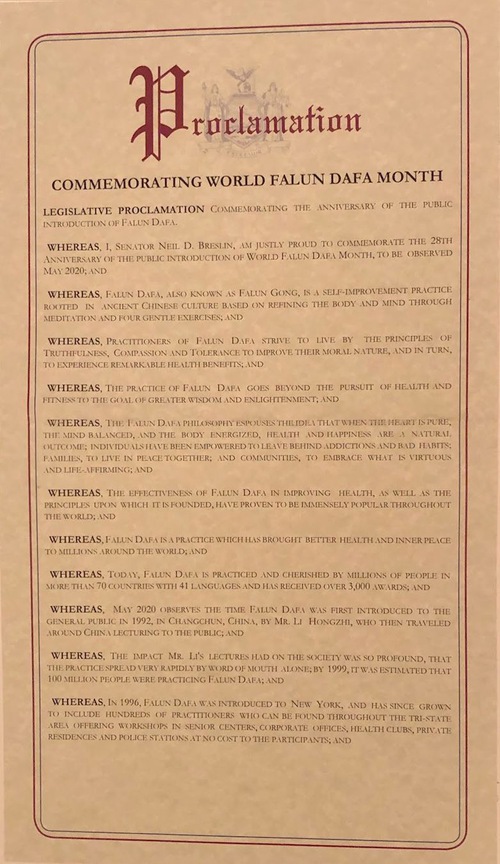 Proclamation
COMMEMORATING WORLD FALUN DAFA MONTH
LEGISLATIVE PROCLAMATION COMMEMORATING THE ANNIVERSARY OF THE PUBLIC
INTRODUCTION OF FALUN DAFA.
WHEREAS, I, SENATOR NEIL D. BRESLIN, AM JUSTLY PROUD TO COMMEMORATE THE 28TH
ANNIVERSARY OF THE PUBLIC INTRODUCTION OF WORLD FALUN DAFA MONTH, TO BE OBSERVED
MAY 2020; AND
WHEREAS, FALUN DAFA, ALSO KNOWN AS FALUN GONG, IS A SELF-IMPROVEMENT PRACTICE
ROOTED IN ANCIENT CHINESE CULTURE BASED ON REFINING THE BODY AND MIND THROUGH
MEDITATION AND FOUR GENTLE EXERCISES; AND
WHEREAS, PRACTITIONERS OF FALUN DAFA STRIVE TO LIVE BY THE PRINCIPLES OF
TRUTHFULNESS, COMPASSION AND TOLERANCE TO IMPROVE THEIR MORAL NATURE, AND IN TURN,
TO EXPERIENCE REMARKABLE HEALTH BENEFITS; AND
WHEREAS, THE PRACTICE OF FALUN DAFA GOES BEYOND THE PURSUIT OF HEALTH AND
FITNESS TO THE GOAL OF GREATER WISDOM AND ENLIGHTENMENT; AND
WHEREAS, THE FALUN DAFA PHILOSOPHY ESPOUSES THE IDEA THAT WHEN THE HEART IS PURE,
THE MIND BALANCED, AND THE BODY ENERGIZED, HEALTH AND HAPPINESS ARE A NATURAL
OUTCOME; INDIVIDUALS HAVE BEEN EMPOWERED TO LEAVE BEHIND ADDICTIONS AND BAD HABITS;
FAMILIES, TO LIVE IN PEACE TOGETHER; AND COMMUNITIES, TO EMBRACE WHAT IS VIRTUOUS
AND LIFE-AFFIRMING; AND
WHEREAS, THE EFFECTIVENESS OF FALUN DAFA IN IMPROVING HEALTH, AS WELL AS THE
PRINCIPLES UPON WHICH IT IS FOUNDED, HAVE PROVEN TO BE IMMENSELY POPULAR THROUGHOUT
THE WORLD; AND
WHEREAS, FALUN DAFA IS A PRACTICE WHICH HAS BROUGHT BETTER HEALTH AND INNER PEACE
TO MILLIONS AROUND THE WORLD; AND
WHEREAS, TODAY, FALUN DAFA IS PRACTICED AND CHERISHED BY MILLIONS OF PEOPLE IN
MORE THAN 70 COUNTRIES WITH 41 LANGUAGES AND HAS RECEIVED OVER 3,000 AWARDS; AND
WHEREAS, MAY 2020 OBSERVES THE TIME FALUN DAFA WAS FIRST INTRODUCED TO THE
GENERAL PUBLIC IN 1992, IN CHANGCHUN, CHINA, BY MR. LI HONGZHI, WHO THEN TRAVELED
AROUND CHINA LECTURING TO THE PUBLIC; AND
WHEREAS, THE IMPACT MR. LI'S LECTURES HAD ON THE SOCIETY WAS SO PROFOUND, THAT
THE PRACTICE SPREAD VERY RAPIDLY BY WORD OF MOUTH ALONE; BY 1999, IT WAS ESTIMATED THAT
100 MILLION PEOPLE WERE PRACTICING FALUN DAFA; AND
WHEREAS, IN 1996, FALUN DAFA WAS INTRODUCED TO NEW YORK, AND HAS SINCE GROWN
TO INCLUDE HUNDREDS OF PRACTITIONERS WHO CAN BE FOUND THROUGHOUT THE TRI-STATE
AREA OFFERING WORKSHOPS IN SENIOR CENTERS, CORPORATE OFFICES, HEALTH CLUBS, PRIVATE
RESIDENCES AND POLICE STATIONS AT NO COST TO THE PARTICIPANTS; AND